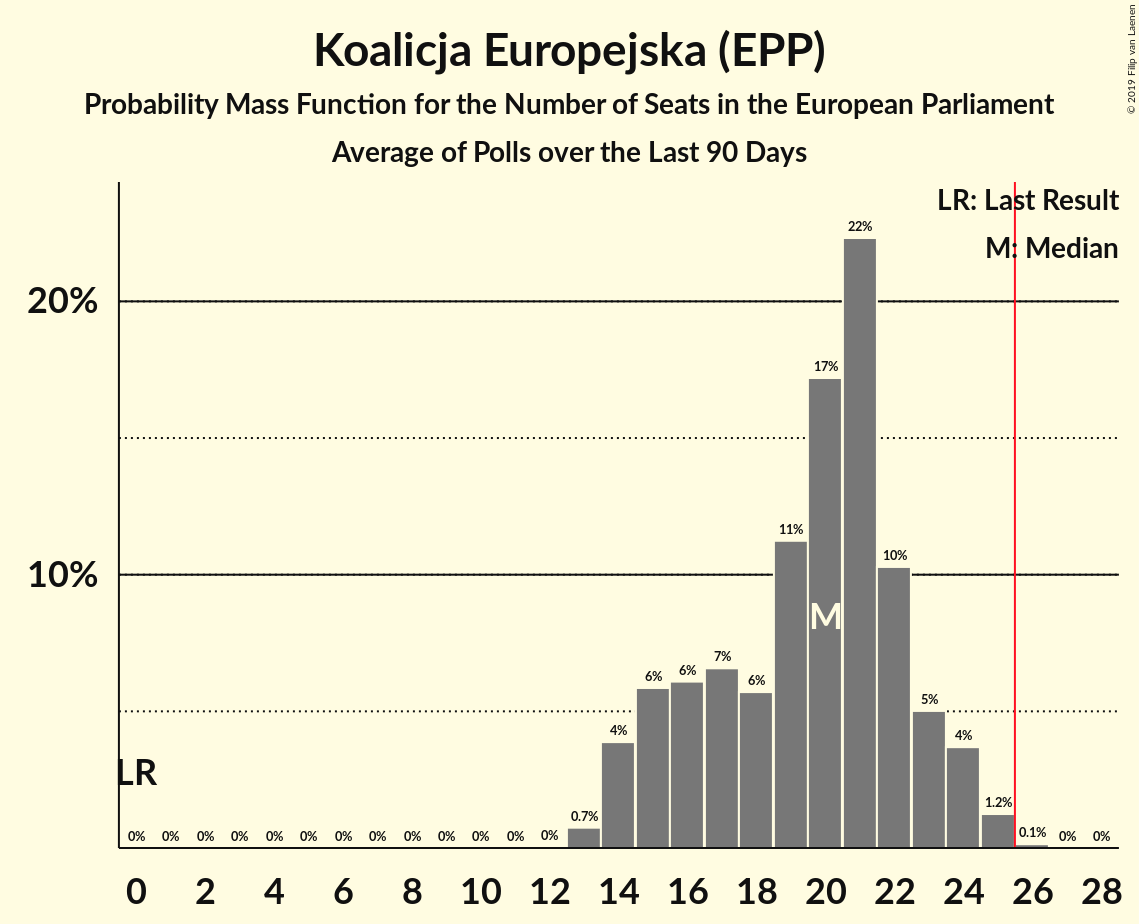 Koalicja Europejska (EPP)
Probability Mass Function for the Number of Seats in the European Parliament
Average of Polls over the Last 90 Days
© 2019 Filip van Laenen
LR: Last Result
M: Median
22%
20%
17%
11%
10%
10%
M
7%
6%
6%
6%
5%
4%
4%
LR
1.2%
0.7%
0.1%
0% 0% 0% 0% 0% 0% 0% 0% 0% 0% 0% 0% 0% 0% 0%
0 2 4 6 8 10 12 14 16 18 20 22 24 26 28